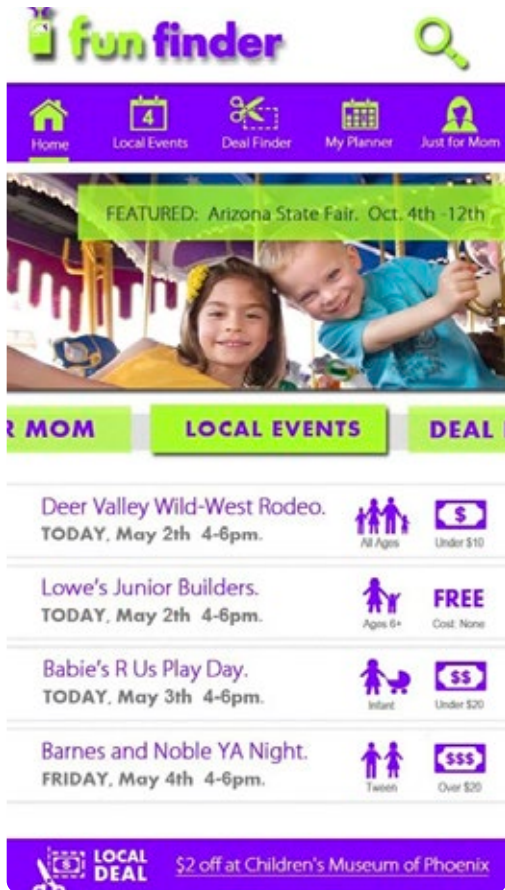 fun finder
4
Home Local Events Deal Finder My Planner Just for Mom
FEATURED: Arizona State Fair. Oct. 4th -12th
R MOM LOCAL EVENTS DEAL
Deer Valley Wild-West Rodeo.
TODAY, May 2th 4-6pm.
$
All Ages Under $10
Lowe's Junior Builders.
TODAY, May 2th 4-6pm.
FREE
Ages 6+ Cost: None
Babie's R Us Play Day.
TODAY, May 3th 4-6pm.
$$
Infant Under $20
Barnes and Noble YA Night.
FRIDAY, May 4th 4-6pm.
$$$
Tween Over $20
$
LOCAL
DEAL
$2 off at Children's Museum of Phoenix